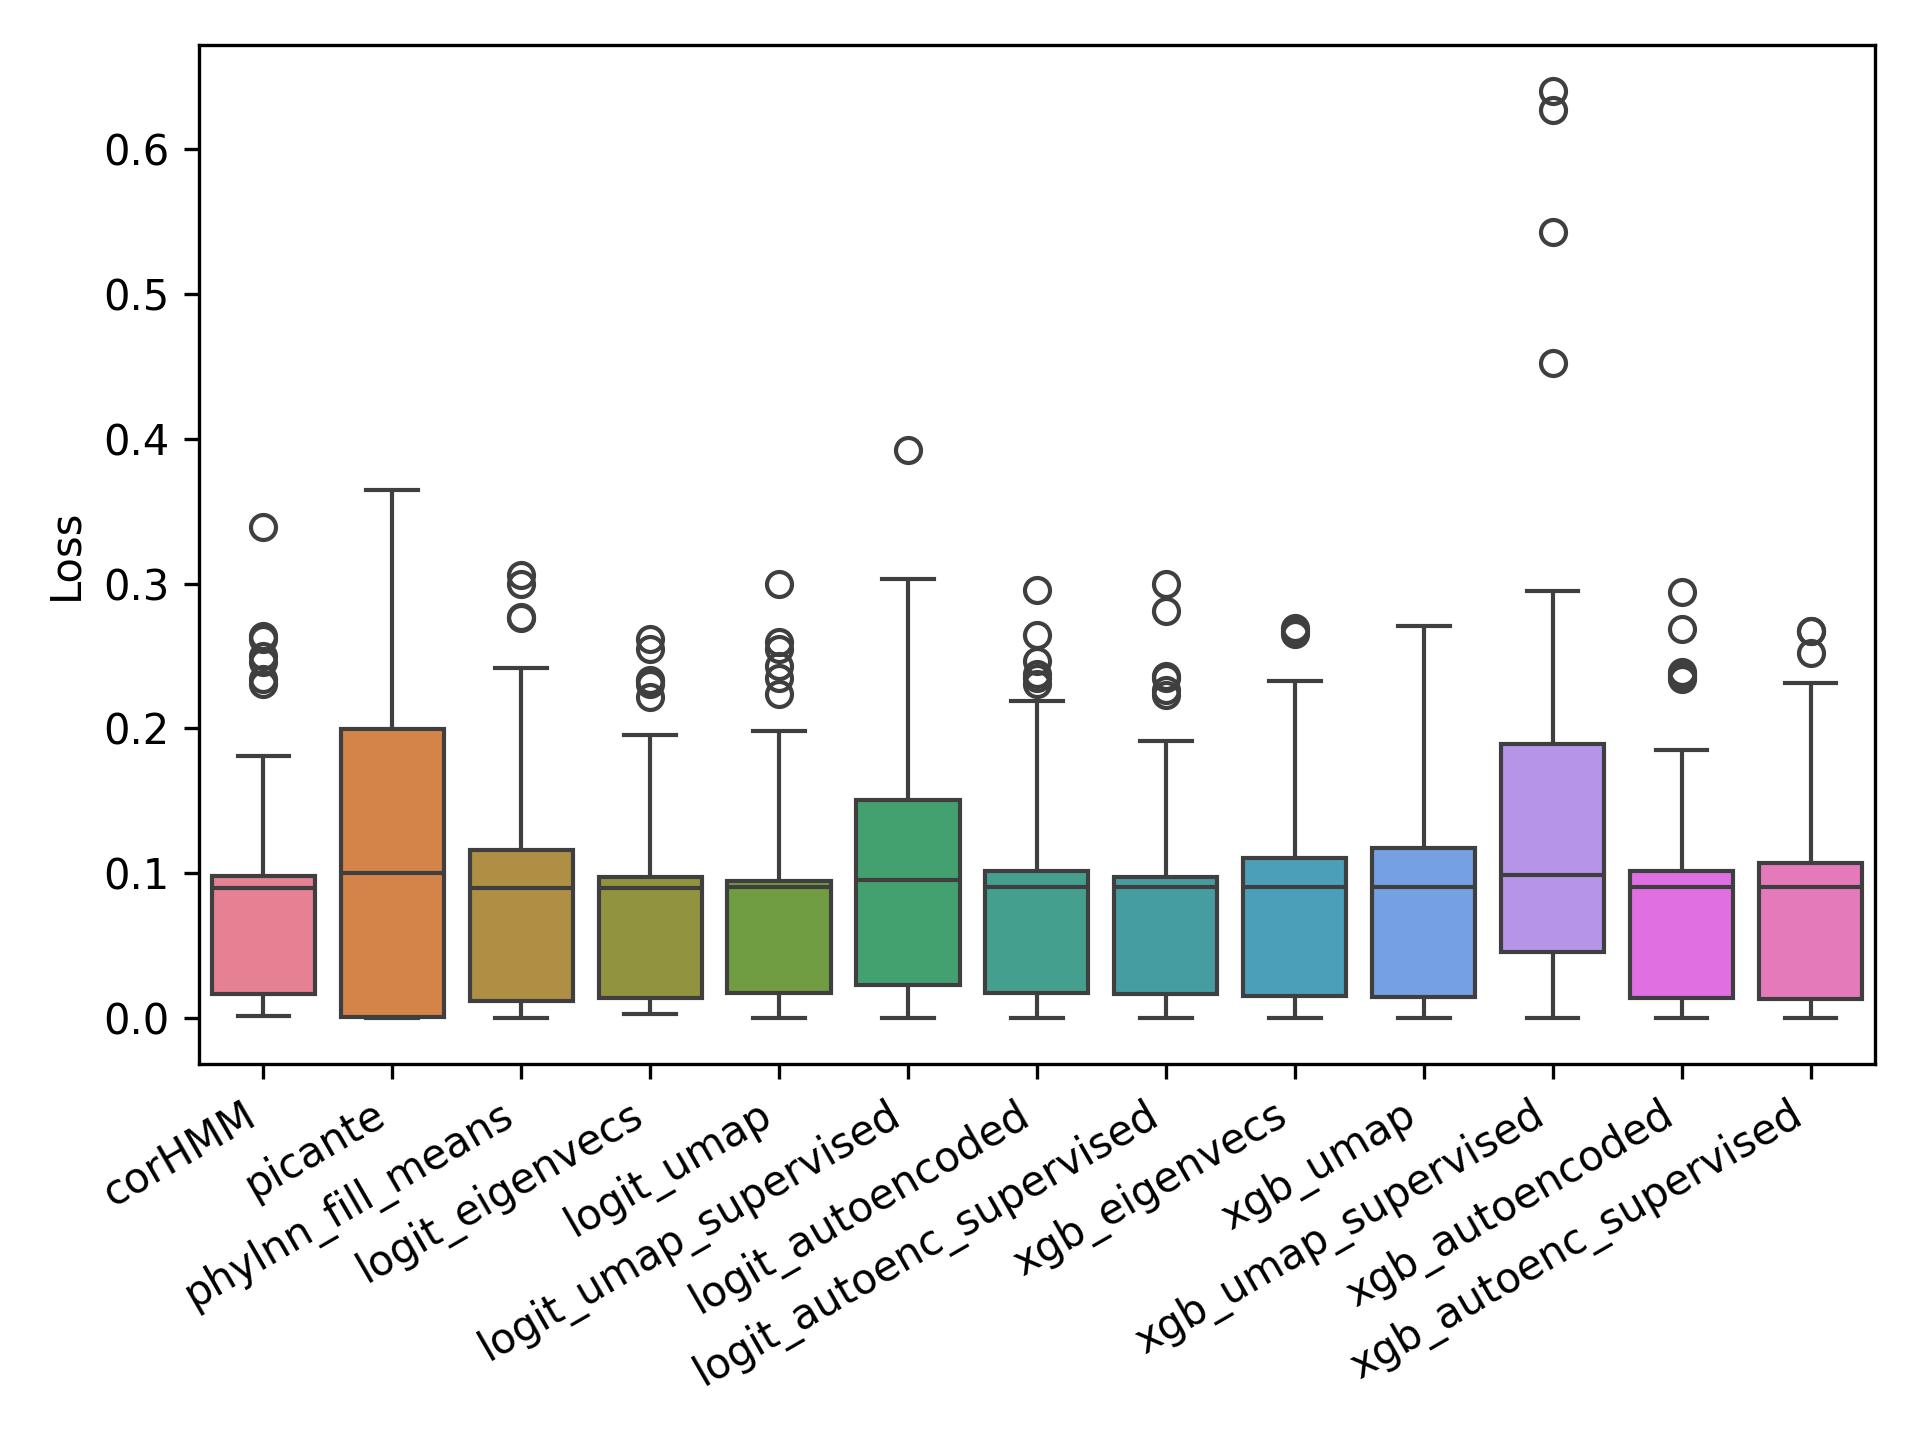 0.6
0.5
0.4
0.3
0.2
0.1
0.0
Loss
corHMM
picante
phylnn_fill_means
logit_eigenvecs
logit_umap
logit_umap_supervised
logit_autoencoded
logit_autoenc_supervised
xgb_eigenvecs
xgb_umap
xgb_umap_supervised
xgb_autoencoded
xgb_autoenc_supervised